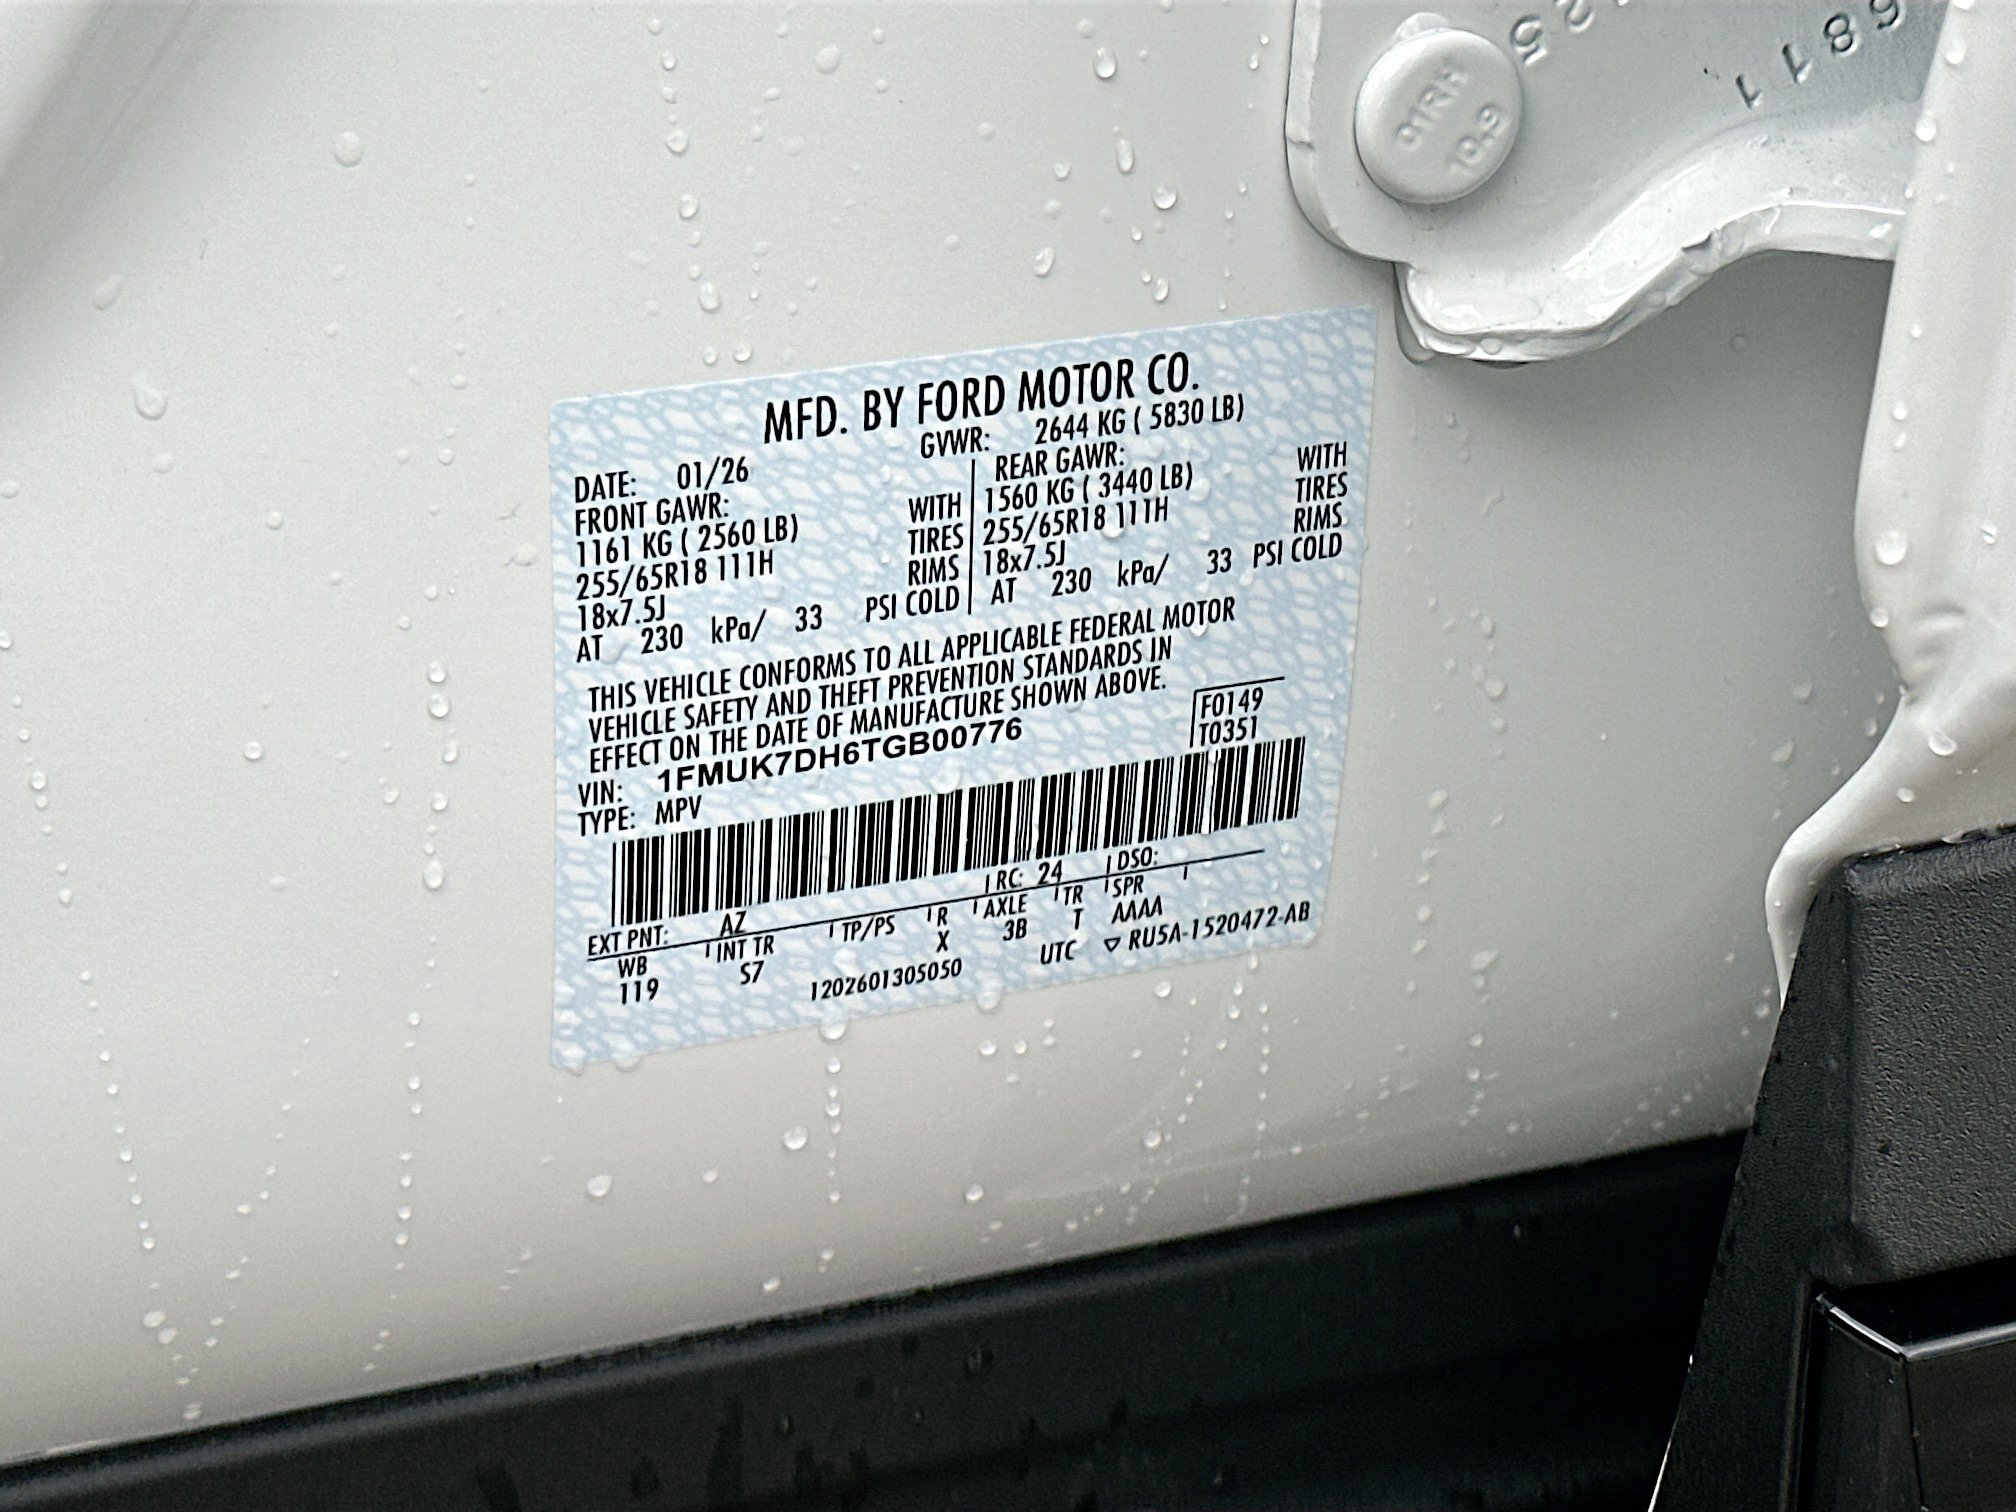 5
1189
01RH
10.9
MFD. BY FORD MOTOR CO.
DATE: 01/26 GVWR: 2644 KG ( 5830 LB)
FRONT GAWR: REAR GAWR:
1161 KG ( 2560 LB) WITH 1560 KG ( 3440 LB) WITH
255/65R18 111H TIRES 255/65R18 111H TIRES
18x7.5J RIMS 18x7.5J RIMS
AT 230 kPa/ 33 PSI COLD AT 230 kPa/ 33 PSI COLD
THIS VEHICLE CONFORMS TO ALL APPLICABLE FEDERAL MOTOR
VEHICLE SAFETY AND THEFT PREVENTION STANDARDS IN
EFFECT ON THE DATE OF MANUFACTURE SHOWN ABOVE.
VIN: 1FMUK7DH6TGB00776 F0149
TYPE: MPV T0351
EXT PNT: AZ RC: 24 DSO:
WB INT TR TP/PS R AXLE TR SPR
119 S7 X 3B T AAAA
1202601305050 UTC ▽ RU5A-1520472-AB